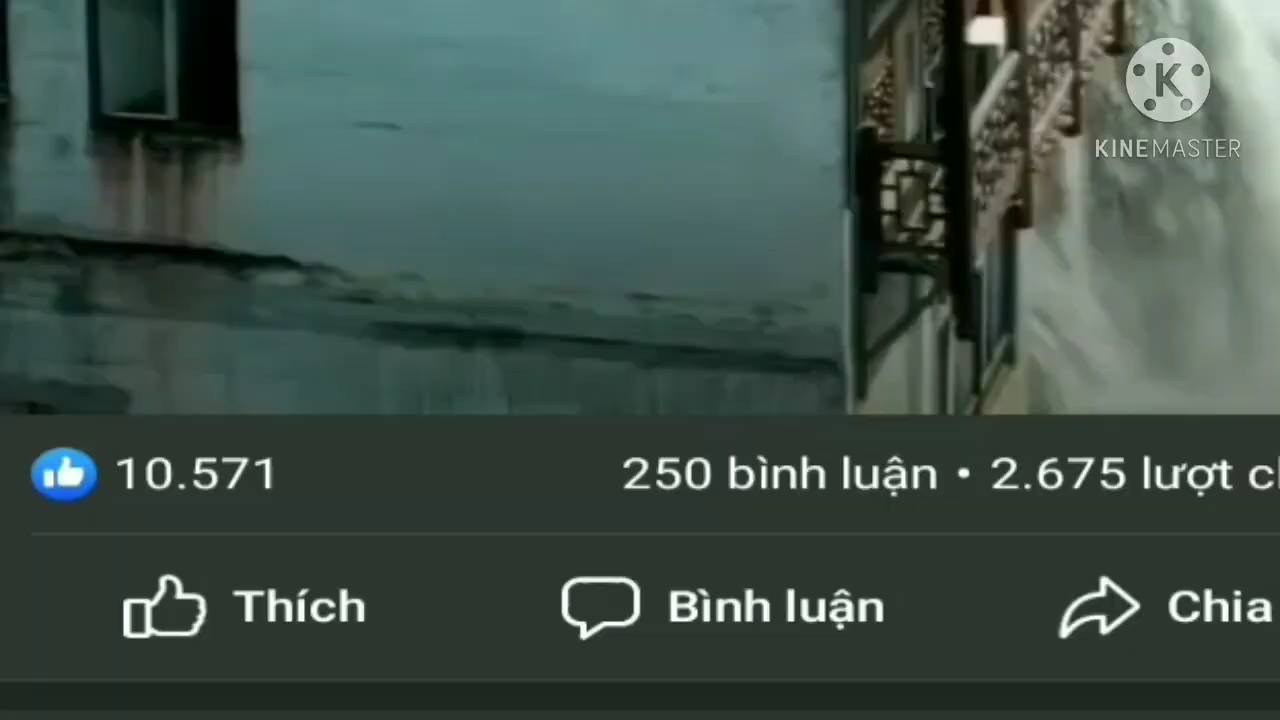 K
KINEMASTER
10.571
250 bình luận • 2.675 lượt
Thích
Bình luận
Chia